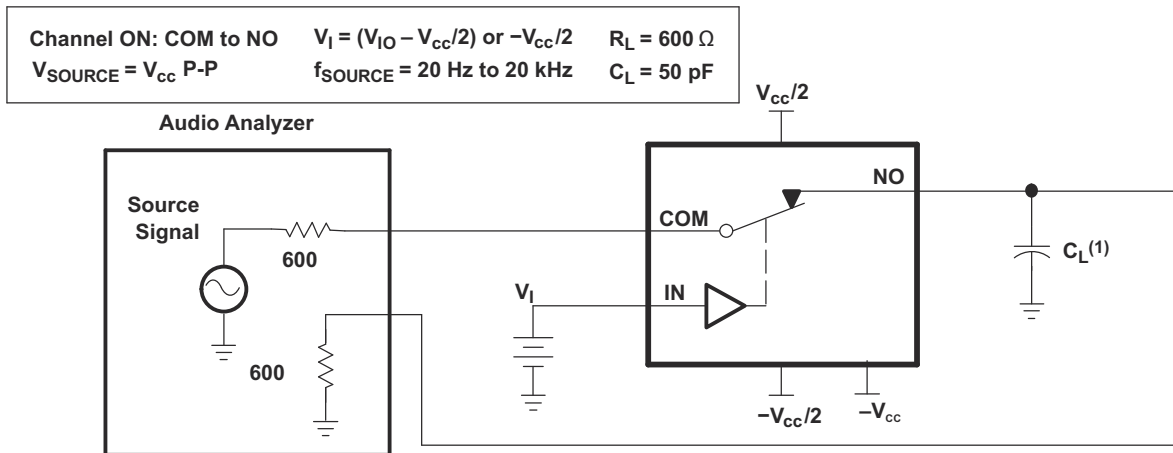 Channel ON: COM to NO V_I = (V_IO – V_cc/2) or –V_cc/2 R_L = 600 Ω
V_SOURCE = V_cc P-P f_SOURCE = 20 Hz to 20 kHz C_L = 50 pF
Audio Analyzer
V_cc/2
NO
Source
Signal
COM
600
C_L(1)
V_I
IN
600
–V_cc/2
–V_cc